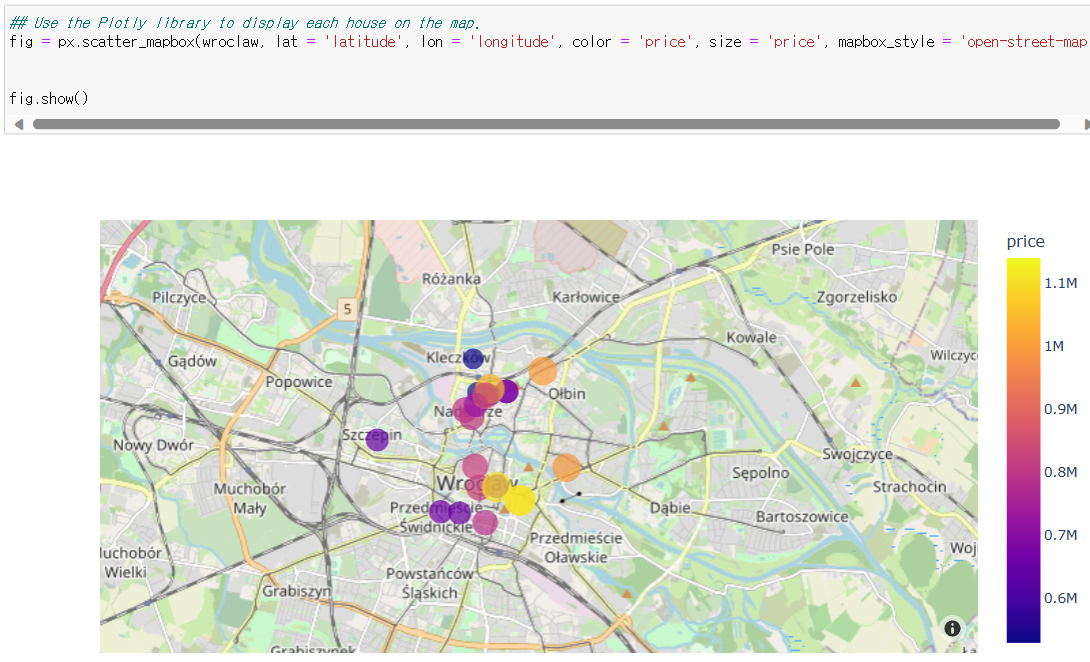 ## Use the Plotly library to display each house on the map.
fig = px.scatter_mapbox(wroclaw, lat = 'latitude', lon = 'longitude', color = 'price', size = 'price', mapbox_style = 'open-street-map
fig.show()
price
Psie Pole
1.1M
Różanka
Pilczyce
Karłowice
Zgorzelisko
5
Kowale
1M
Kleczków
Wilczyc
Gądów
Popowice
Ołbin
0.9M
Szczepin
Nowy Dwór
Swojczyce
Sępolno
0.8M
Wrocław
Strachocin
Muchobór
Mały
Przedmieście
Świdnickie
Dąbie
Bartoszowice
0.7M
Przedmieście
Oławskie
Muchobór
Wielki
Woj
Powstańców
Śląskich
Grabiszyn
0.6M
Grabiszynek